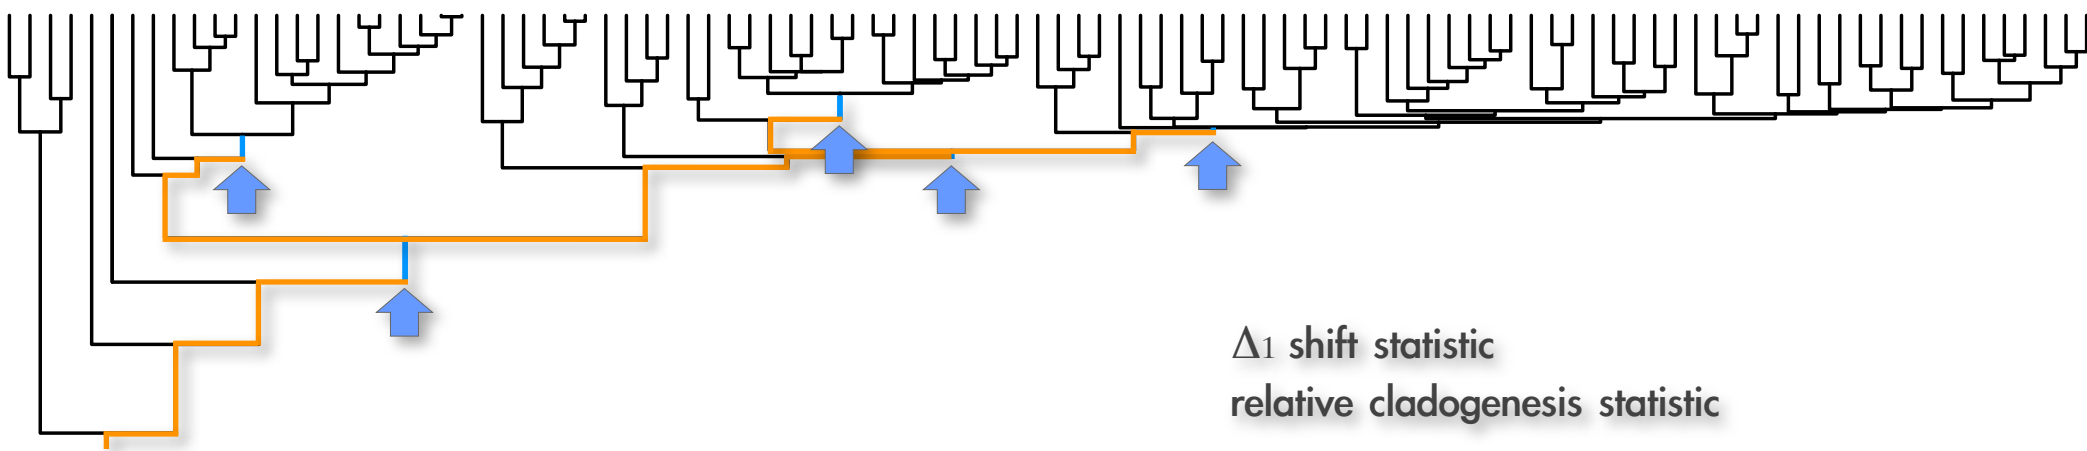 Δ1 shift statistic
relative cladogenesis statistic